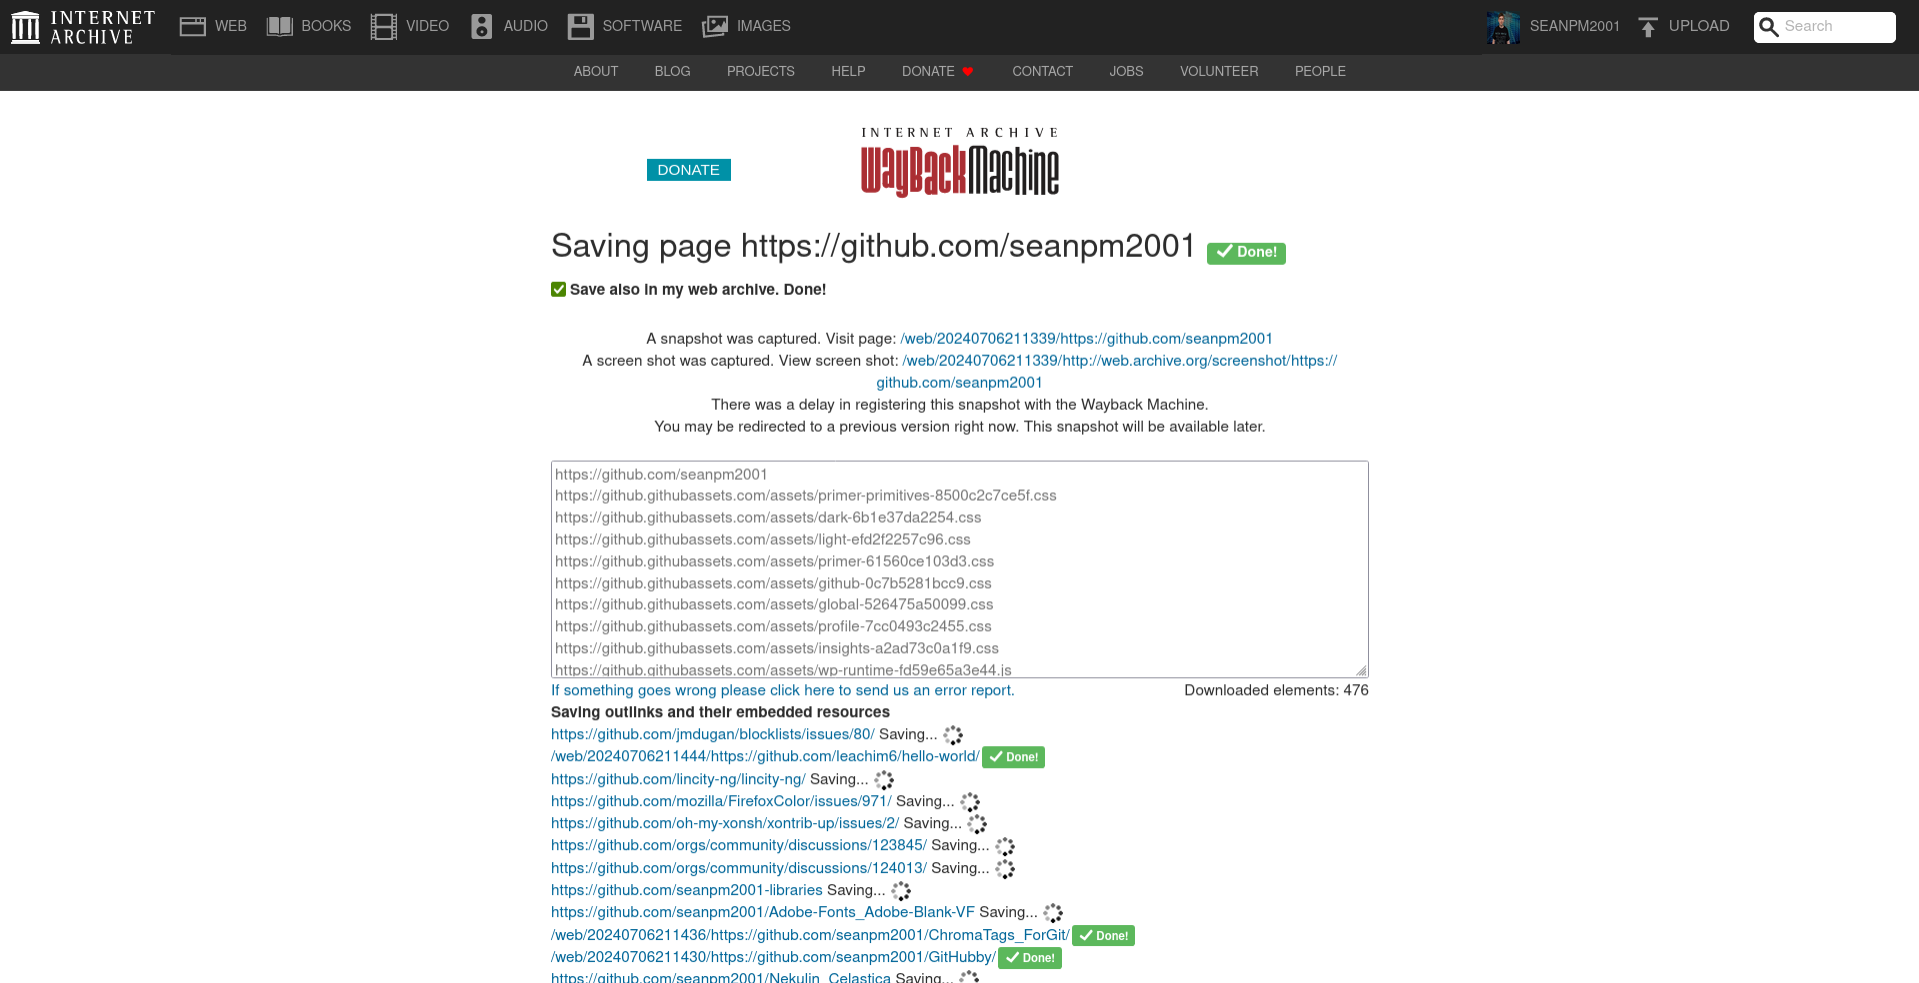 INTERNET ARCHIVE
WEB
BOOKS
VIDEO
AUDIO
SOFTWARE
IMAGES
SEANPM2001
UPLOAD
Search
ABOUT
BLOG
PROJECTS
HELP
DONATE
CONTACT
JOBS
VOLUNTEER
PEOPLE
DONATE
INTERNET ARCHIVE
WayBackMachine
Saving page https://github.com/seanpm2001 Done!
Save also in my web archive. Done!
A snapshot was captured. Visit page: /web/20240706211339/https://github.com/seanpm2001
A screen shot was captured. View screen shot: /web/20240706211339/http://web.archive.org/screenshot/https://
github.com/seanpm2001
There was a delay in registering this snapshot with the Wayback Machine.
You may be redirected to a previous version right now. This snapshot will be available later.
https://github.com/seanpm2001
https://github.githubassets.com/assets/primer-primitives-8500c2c7ce5f.css
https://github.githubassets.com/assets/dark-6b1e37da2254.css
https://github.githubassets.com/assets/light-efd2f2257c96.css
https://github.githubassets.com/assets/primer-61560ce103d3.css
https://github.githubassets.com/assets/github-0c7b5281bcc9.css
https://github.githubassets.com/assets/global-526475a50099.css
https://github.githubassets.com/assets/profile-7cc0493c2455.css
https://github.githubassets.com/assets/insights-a2ad73c0a1f9.css
https://github.githubassets.com/assets/wp-runtime-fd59e65a3e44.js
If something goes wrong please click here to send us an error report.
Downloaded elements: 476
Saving outlinks and their embedded resources
https://github.com/jmdugan/blocklists/issues/80/ Saving...
/web/20240706211444/https://github.com/leachim6/hello-world/ Done!
https://github.com/lincity-ng/lincity-ng/ Saving...
https://github.com/mozilla/FirefoxColor/issues/971/ Saving...
https://github.com/oh-my-xonsh/xontrib-up/issues/2/ Saving...
https://github.com/orgs/community/discussions/123845/ Saving...
https://github.com/orgs/community/discussions/124013/ Saving...
https://github.com/seanpm2001-libraries Saving...
https://github.com/seanpm2001/Adobe-Fonts_Adobe-Blank-VF Saving...
/web/20240706211436/https://github.com/seanpm2001/ChromaTags_ForGit/ Done!
/web/20240706211430/https://github.com/seanpm2001/GitHubby/ Done!
https://github.com/seanpm2001/Nekulin_Celastica Saving...